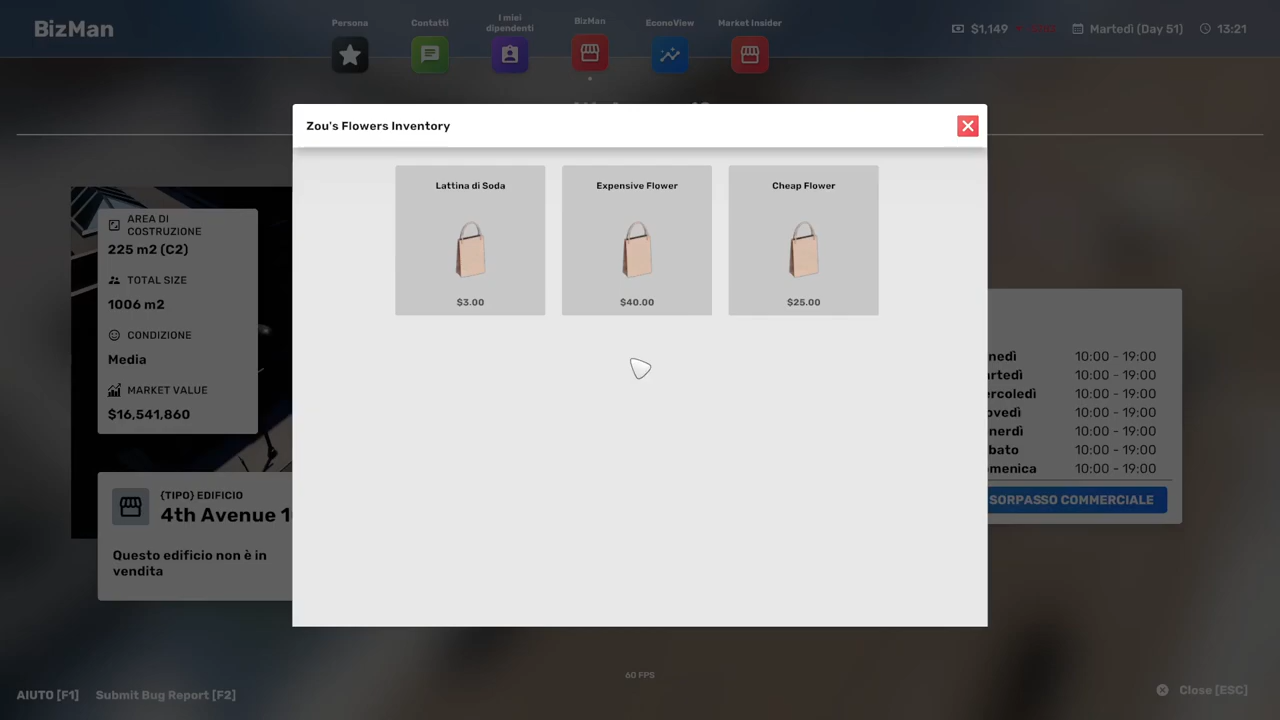 BizMan
Persona
Contatti
I miei
dipendenti
BizMan
EconoView
Market Insider
$1,149
Martedì (Day 51)
13:21
Zou's Flowers Inventory
Lattina di Soda
$3.00
Expensive Flower
$40.00
Cheap Flower
$25.00
AREA DI
COSTRUZIONE
225 m2 (C2)
TOTAL SIZE
1006 m2
CONDIZIONE
Media
MARKET VALUE
$16,541,860
{TIPO} EDIFICIO
4th Avenue 1
Questo edificio non è in
vendita
nedì 10:00 - 19:00
artedì 10:00 - 19:00
ercoledì 10:00 - 19:00
ovedì 10:00 - 19:00
nerdì 10:00 - 19:00
bato 10:00 - 19:00
menica 10:00 - 19:00
SORPASSO COMMERCIALE
60 FPS
AIUTO [F1]
Submit Bug Report [F2]
Close [ESC]